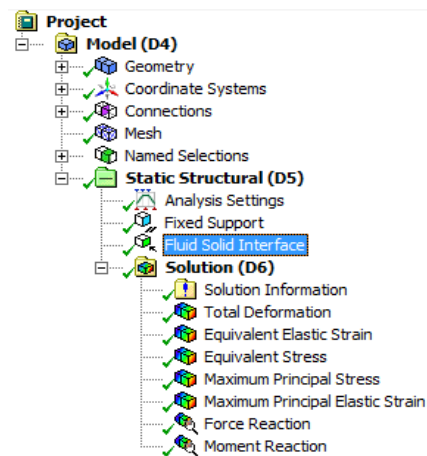 Project
Model (D4)
Geometry
Coordinate Systems
Connections
Mesh
Named Selections
Static Structural (D5)
Analysis Settings
Fixed Support
Fluid Solid Interface
Solution (D6)
Solution Information
Total Deformation
Equivalent Elastic Strain
Equivalent Stress
Maximum Principal Stress
Maximum Principal Elastic Strain
Force Reaction
Moment Reaction